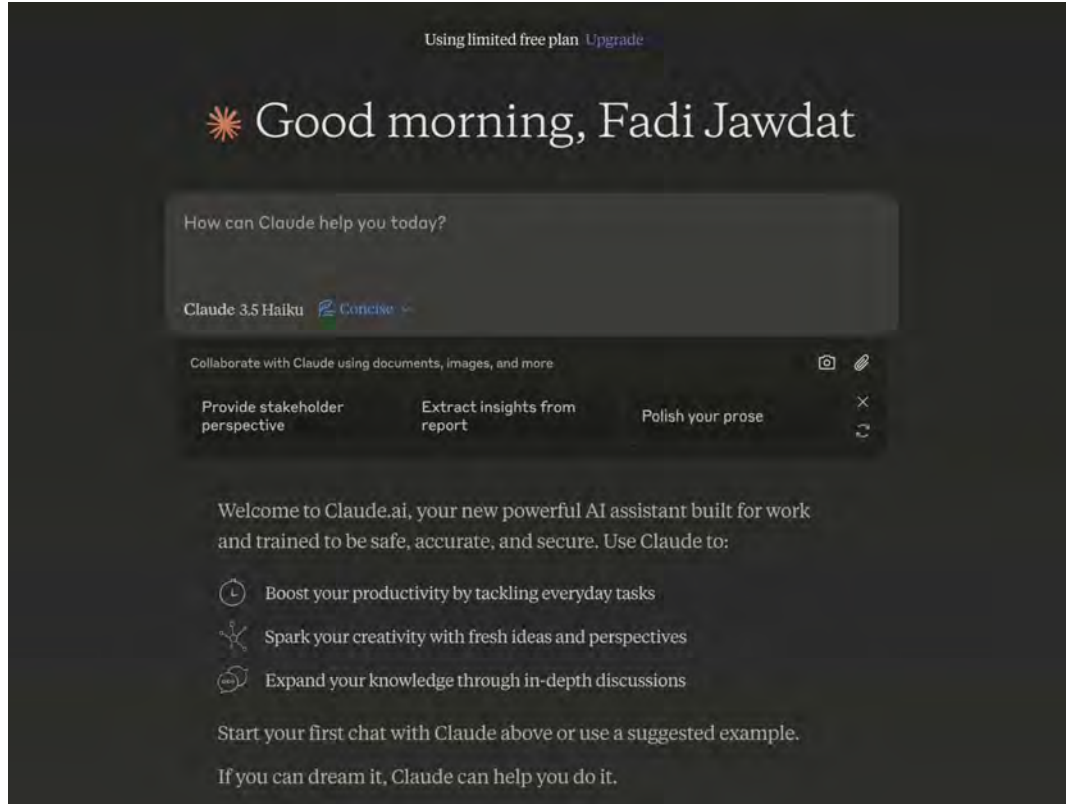 Using limited free plan Upgrade
Good morning, Fadi Jawdat
How can Claude help you today?
Claude 3.5 Haiku Concise
Collaborate with Claude using documents, images, and more
Provide stakeholder
perspective
Extract insights from
report
Polish your prose
Welcome to Claude.ai, your new powerful AI assistant built for work
and trained to be safe, accurate, and secure. Use Claude to:
Boost your productivity by tackling everyday tasks
Spark your creativity with fresh ideas and perspectives
Expand your knowledge through in-depth discussions
Start your first chat with Claude above or use a suggested example.
If you can dream it, Claude can help you do it.